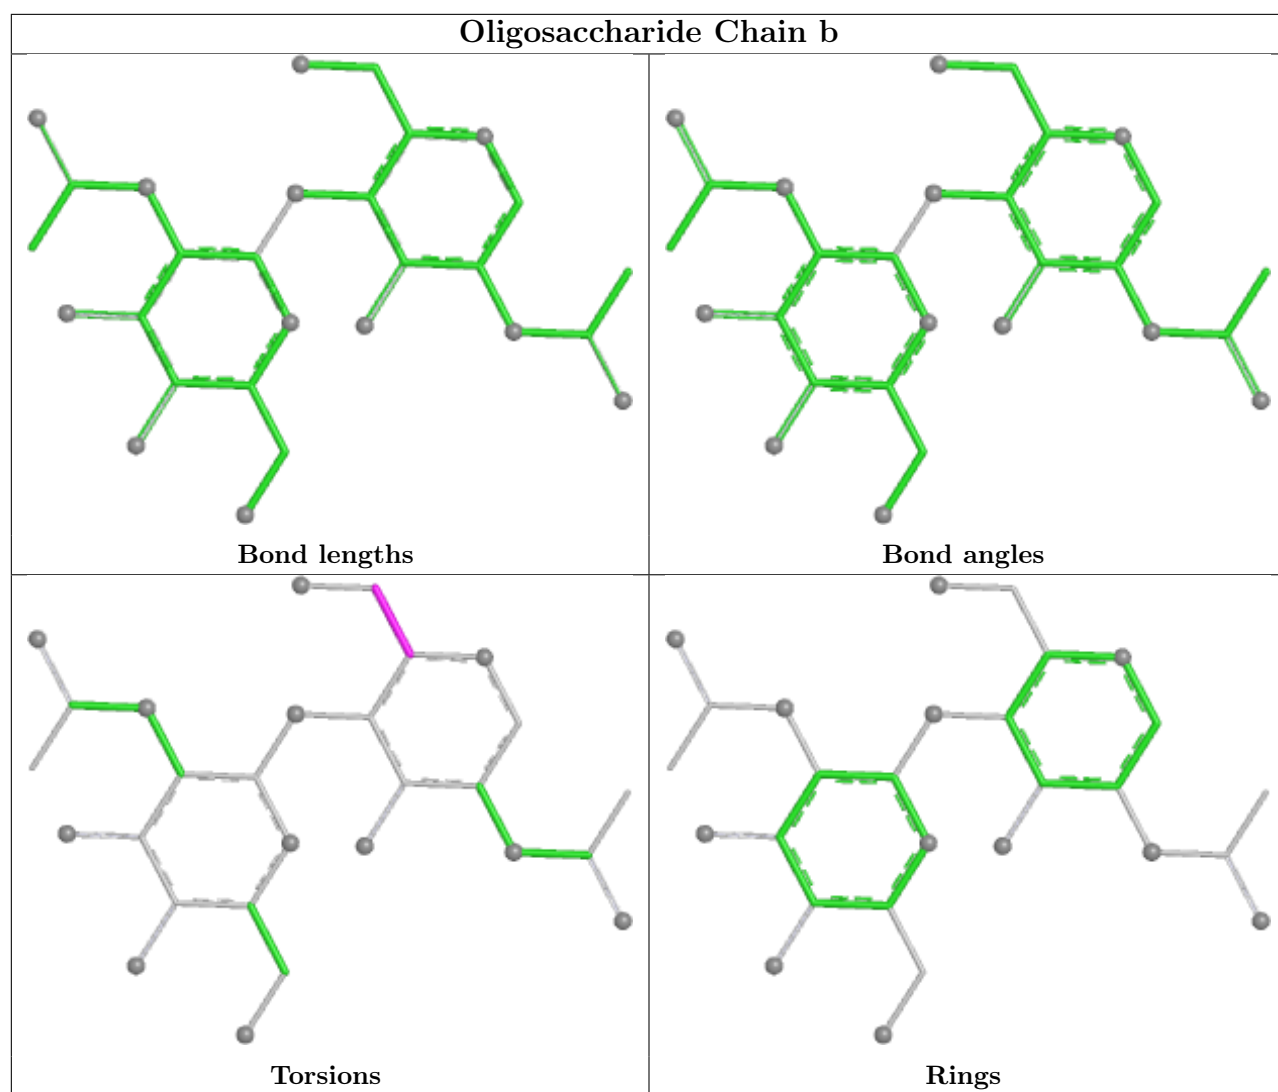 Oligosaccharide Chain b
Bond lengths
Bond angles
Torsions
Rings